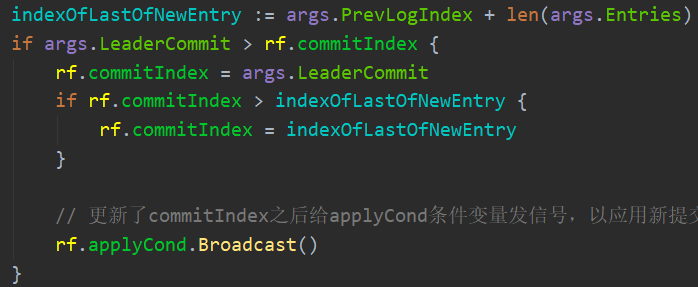 indexOfLastOfNewEntry := args.PrevLogIndex + len(args.Entries)
if args.LeaderCommit > rf.commitIndex {
rf.commitIndex = args.LeaderCommit
if rf.commitIndex > indexOfLastOfNewEntry {
rf.commitIndex = indexOfLastOfNewEntry
}
// 更新了commitIndex之后给applyCond条件变量发信号，以应用新提交
rf.applyCond.Broadcast()
}